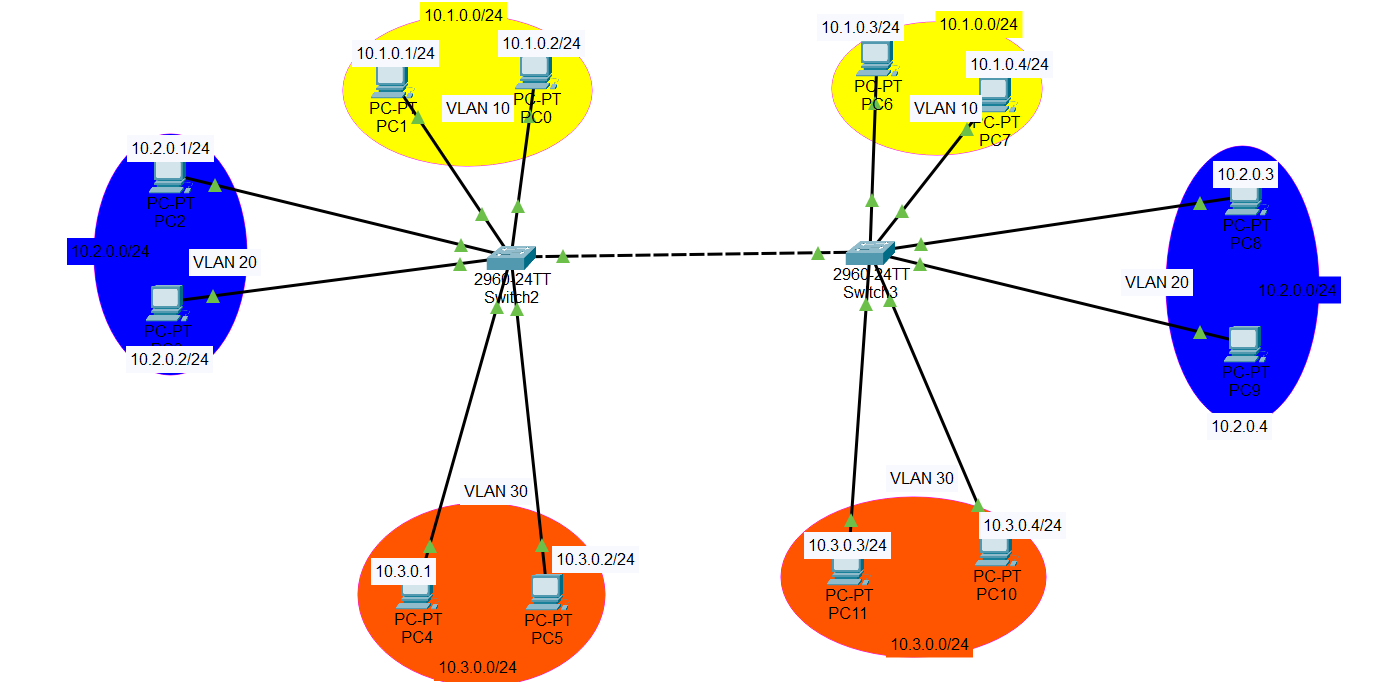 10.1.0.0/24
10.1.0.1/24
10.1.0.2/24
PC-PT
PC1
VLAN 10
PC-PT
PC0
10.1.0.3/24
10.1.0.0/24
10.1.0.4/24
PC-PT
PC6
VLAN 10
PC-PT
PC7
10.2.0.1/24
PC-PT
PC2
10.2.0.0/24
VLAN 20
PC-PT
10.2.0.2/24
2960-24TT
Switch2
2960-24TT
Switch3
10.2.0.3
PC-PT
PC8
VLAN 20
10.2.0.0/24
PC-PT
PC9
10.2.0.4
VLAN 30
10.3.0.1
10.3.0.2/24
PC-PT
PC4
PC-PT
PC5
10.3.0.0/24
VLAN 30
10.3.0.3/24
10.3.0.4/24
PC-PT
PC11
PC-PT
PC10
10.3.0.0/24